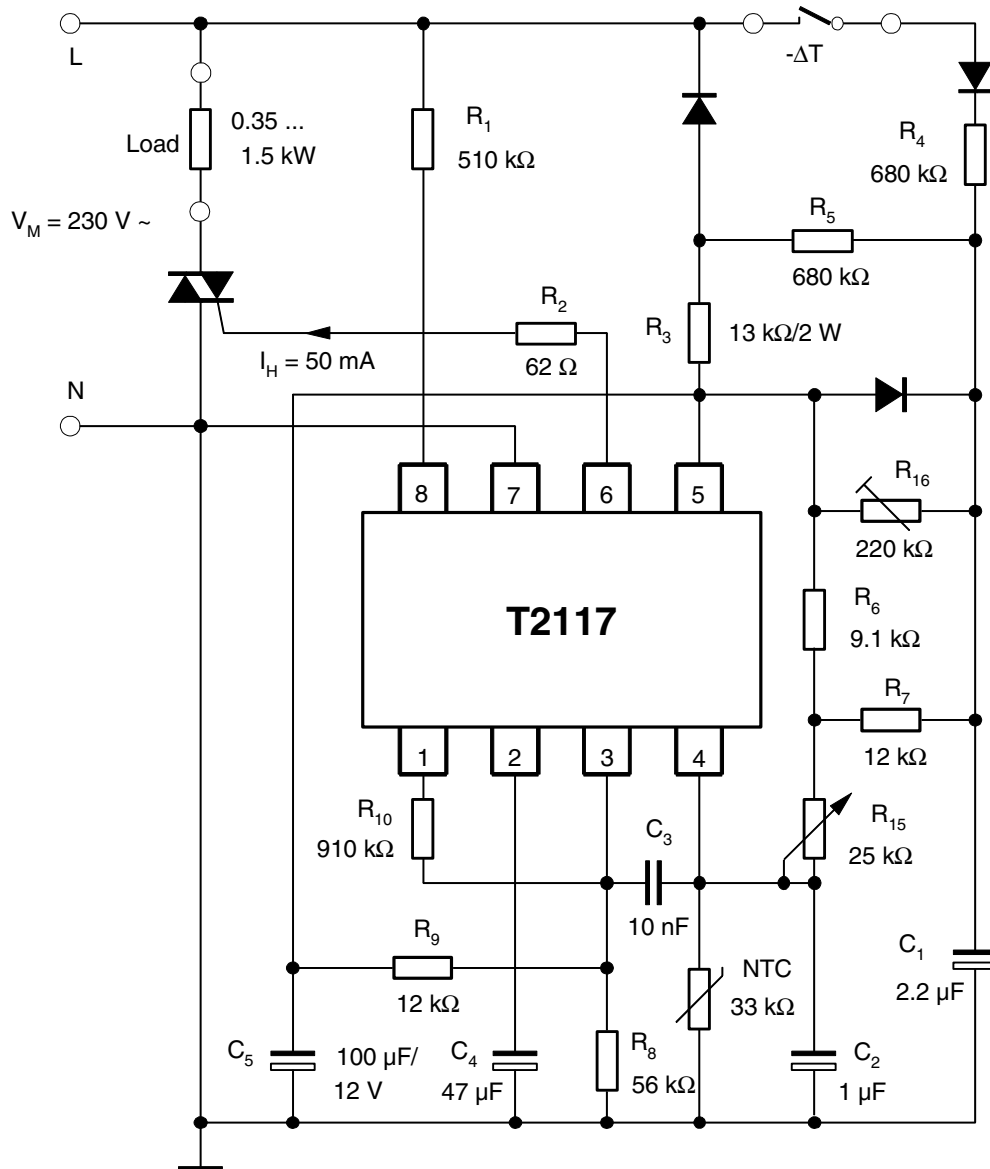 L
-ΔT
Load
0.35 ...
1.5 kW
R1
510 kΩ
R4
680 kΩ
VM = 230 V ~
R5
680 kΩ
R2
62 Ω
IH = 50 mA
R3
13 kΩ/2 W
N
8
7
6
5
R16
220 kΩ
T2117
R6
9.1 kΩ
R7
12 kΩ
1
2
3
4
R10
910 kΩ
C3
10 nF
R15
25 kΩ
R9
12 kΩ
NTC
33 kΩ
C1
2.2 µF
C5
100 µF/
12 V
C4
47 µF
R8
56 kΩ
C2
1 µF